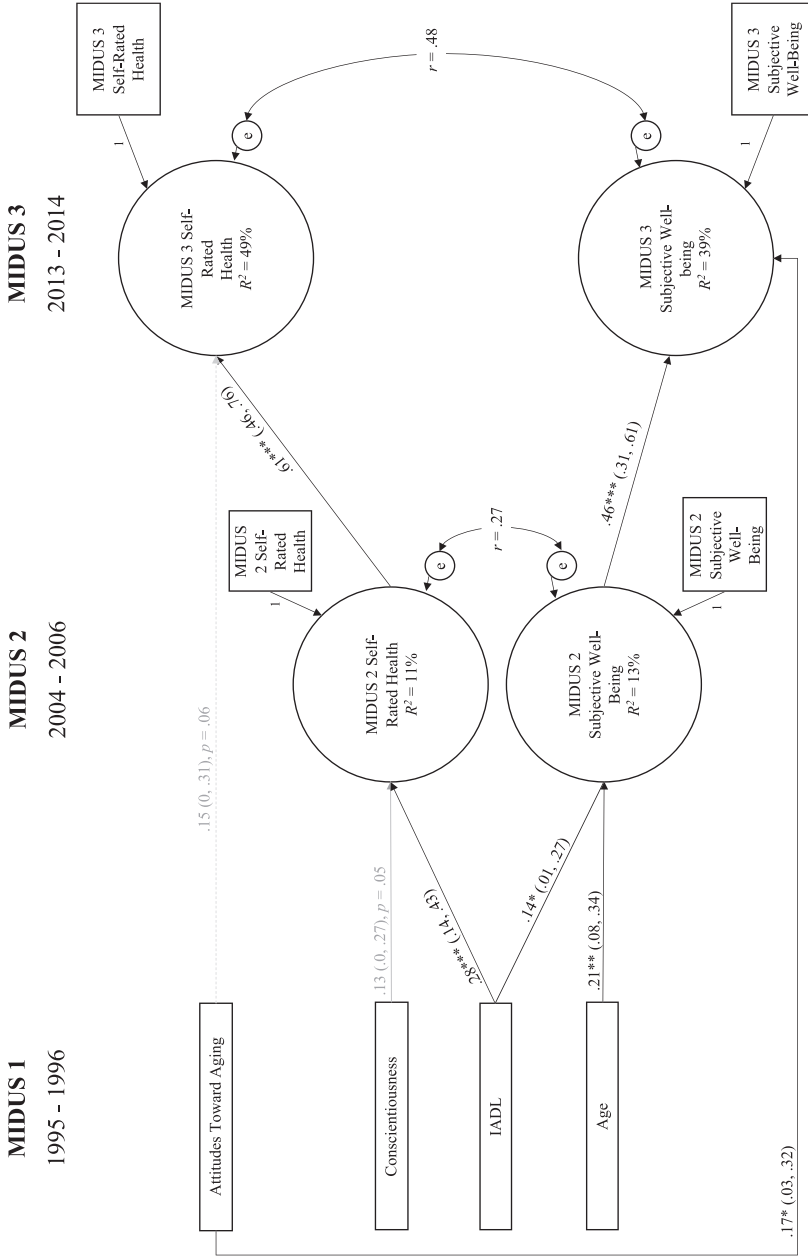 MIDUS 1
1995 - 1996
MIDUS 2
2004 - 2006
MIDUS 3
2013 - 2014
Attitudes Toward Aging
Conscientiousness
IADL
Age
.15 (0, .31), p = .06
.13 (.0, .27), p = .05
.28*** (.14, .43)
.14* (.01, .27)
.21** (.08, .34)
.17* (.03, .32)
MIDUS
2 Self-
Rated
Health
1
MIDUS 2 Self-
Rated Health
R² = 11%
e
r = .27
e
MIDUS 2
Subjective Well-
Being
R² = 13%
1
MIDUS 2
Subjective
Well-
Being
.61*** (.46, .76)
.46*** (.31, .61)
MIDUS 3
Self-Rated
Health
1
MIDUS 3 Self-
Rated
Health
R² = 49%
e
r = .48
e
MIDUS 3
Subjective Well-
being
R² = 39%
1
MIDUS 3
Subjective
Well-Being